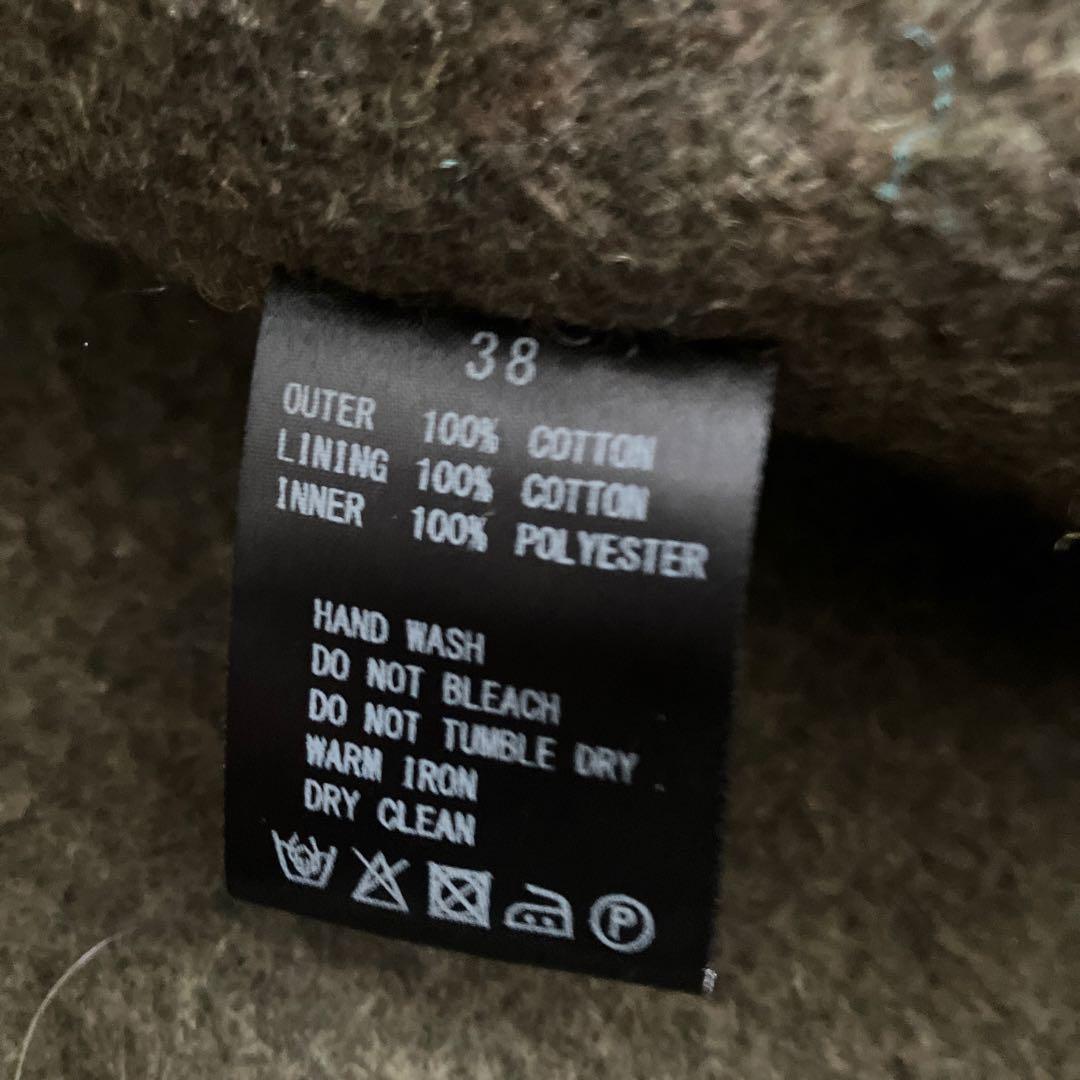 38
OUTER 100% COTTON
LINING 100% COTTON
INNER 100% POLYESTER
HAND WASH
DO NOT BLEACH
DO NOT TUMBLE DRY
WARM IRON
DRY CLEAN
P